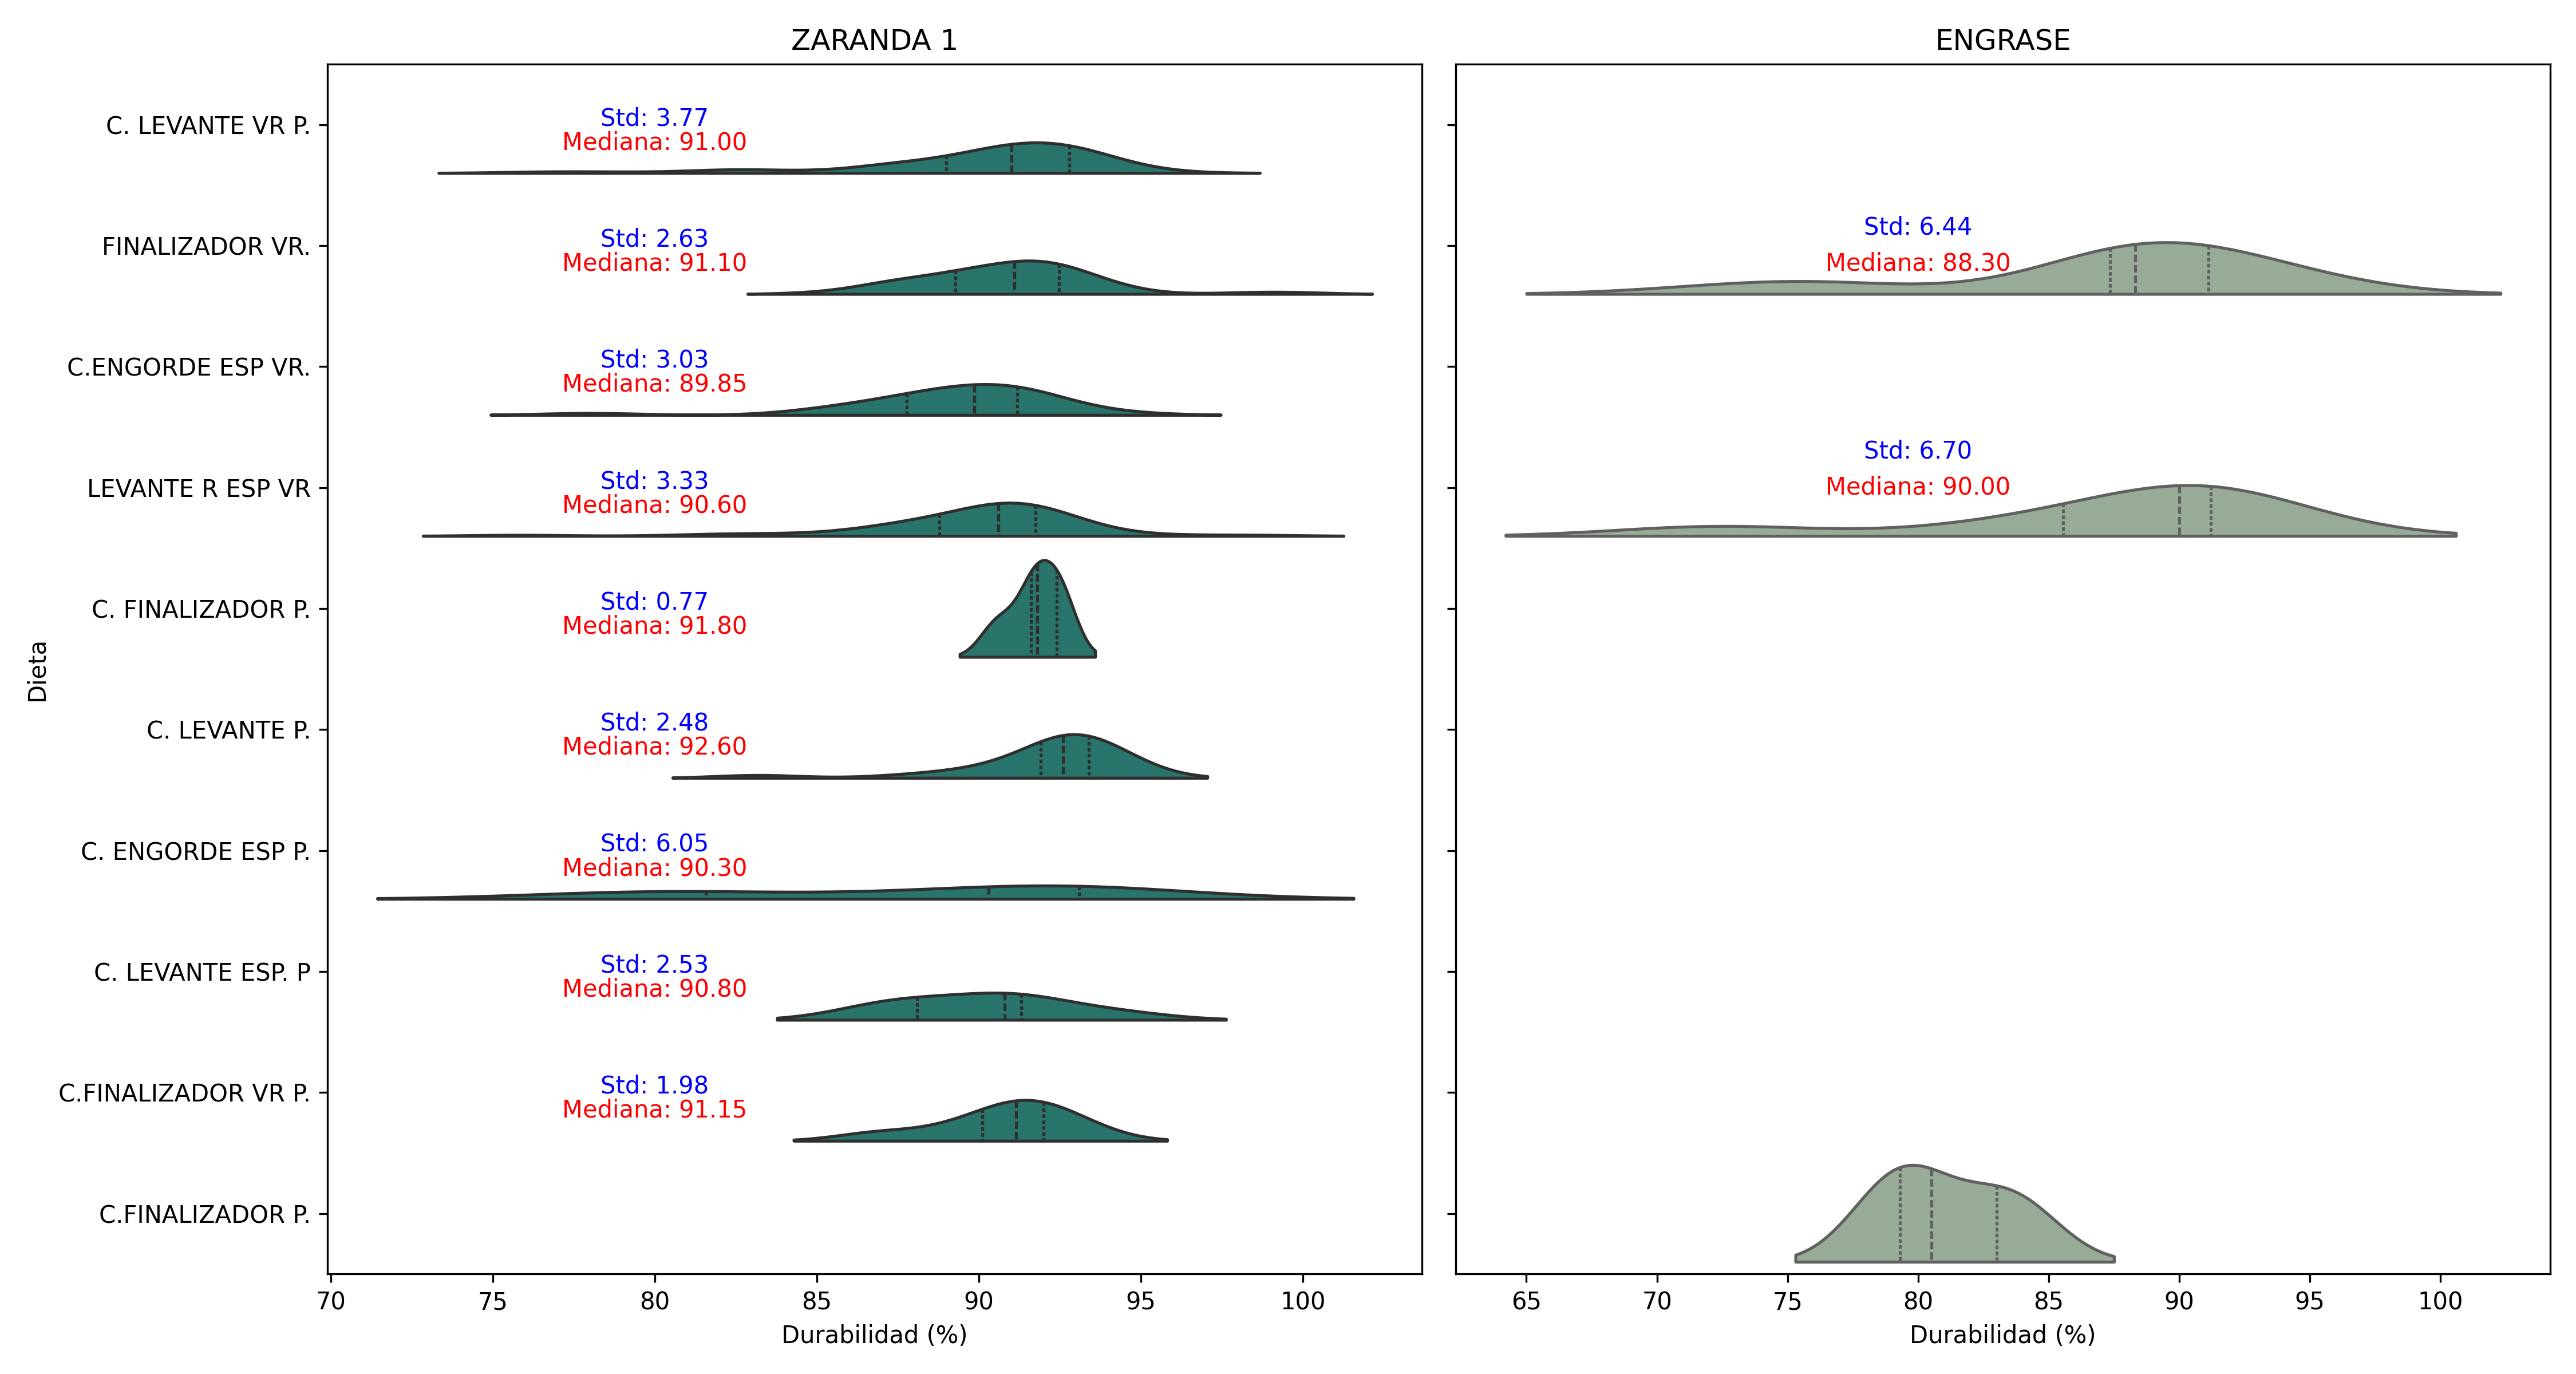 ZARANDA 1
ENGRASE
Dieta
C. LEVANTE VR P.
Std: 3.77
Mediana: 91.00
FINALIZADOR VR.
Std: 2.63
Mediana: 91.10
Std: 6.44
Mediana: 88.30
C.ENGORDE ESP VR.
Std: 3.03
Mediana: 89.85
LEVANTE R ESP VR
Std: 3.33
Mediana: 90.60
Std: 6.70
Mediana: 90.00
C. FINALIZADOR P.
Std: 0.77
Mediana: 91.80
C. LEVANTE P.
Std: 2.48
Mediana: 92.60
C. ENGORDE ESP P.
Std: 6.05
Mediana: 90.30
C. LEVANTE ESP. P
Std: 2.53
Mediana: 90.80
C.FINALIZADOR VR P.
Std: 1.98
Mediana: 91.15
C.FINALIZADOR P.
70 75 80 85 90 95 100
65 70 75 80 85 90 95 100
Durabilidad (%)
Durabilidad (%)